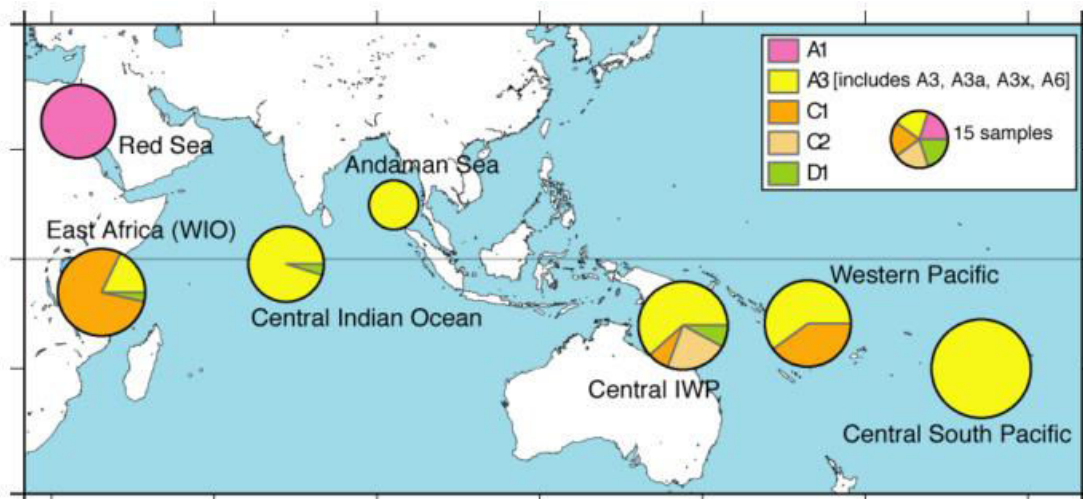 A1
A3 [includes A3, A3a, A3x, A6]
C1
C2
D1
15 samples
Red Sea
Andaman Sea
East Africa (WIO)
Central Indian Ocean
Western Pacific
Central IWP
Central South Pacific